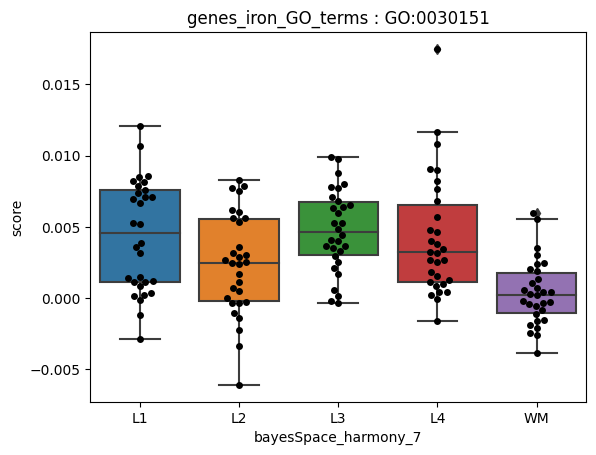 genes_iron_GO_terms : GO:0030151
0.015
0.010
0.005
0.000
−0.005
score
L1 L2 L3 L4 WM
bayesSpace_harmony_7